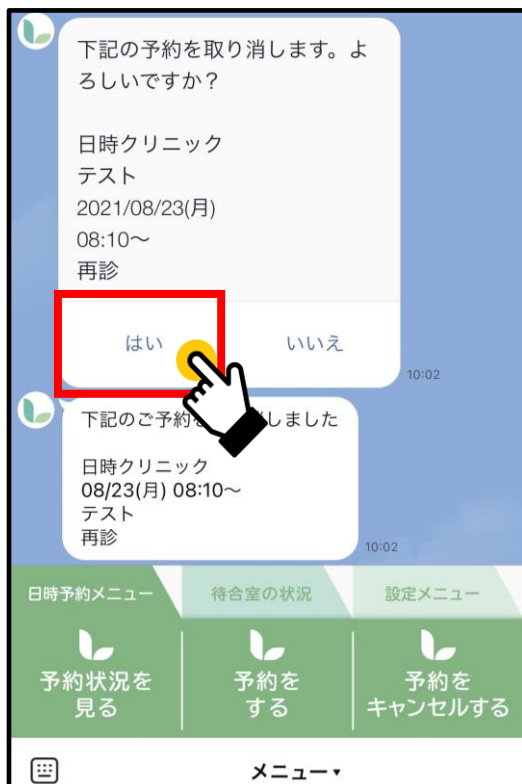 下記の予約を取り消します。よ
ろしいですか？
日時クリニック
テスト
2021/08/23(月)
08:10～
再診
はい
いいえ
10:02
下記のご予約 しました
日時クリニック
08/23(月) 08:10～
テスト
再診
10:02
日時予約メニュー
待合室の状況
設定メニュー
予約状況を
見る
予約を
する
予約を
キャンセルする
メニュー▼